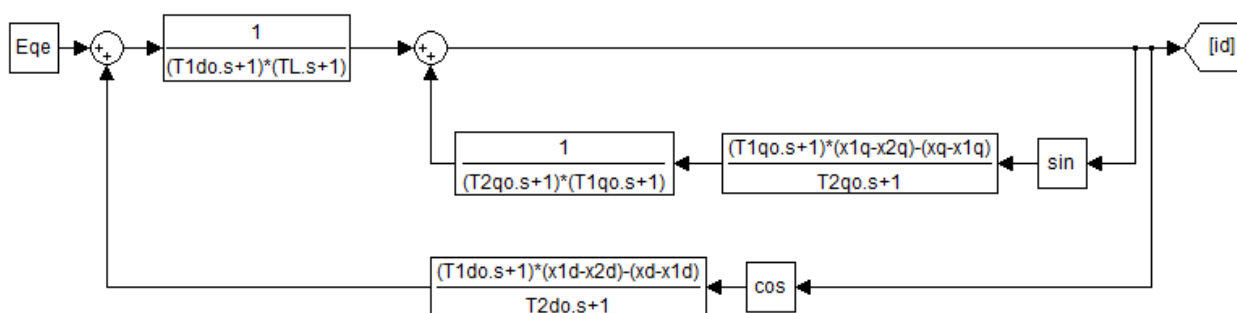 Eqe
+
+
1
(T1do.s+1)*(TL.s+1)
+
+
[id]
1
(T2qo.s+1)*(T1qo.s+1)
(T1qo.s+1)*(x1q-x2q)-(xq-x1q)
T2qo.s+1
sin
(T1do.s+1)*(x1d-x2d)-(xd-x1d)
T2do.s+1
cos